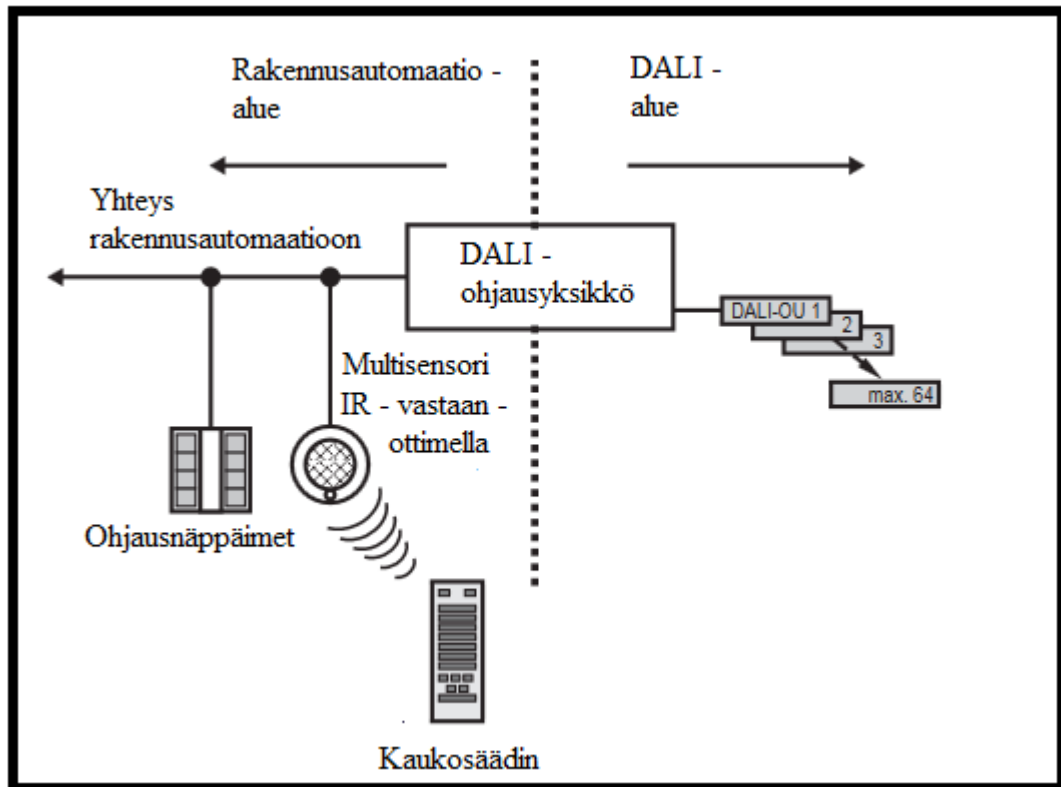 Rakennusautomaatio -
alue
DALI -
alue
Yhteys
rakennusautomaatioon
DALI -
ohjausyksikkö
DALI-OU 1
2
3
max. 64
Multisensori
IR - vastaan -
ottimella
Ohjausnäppäimet
Kaukosäädin